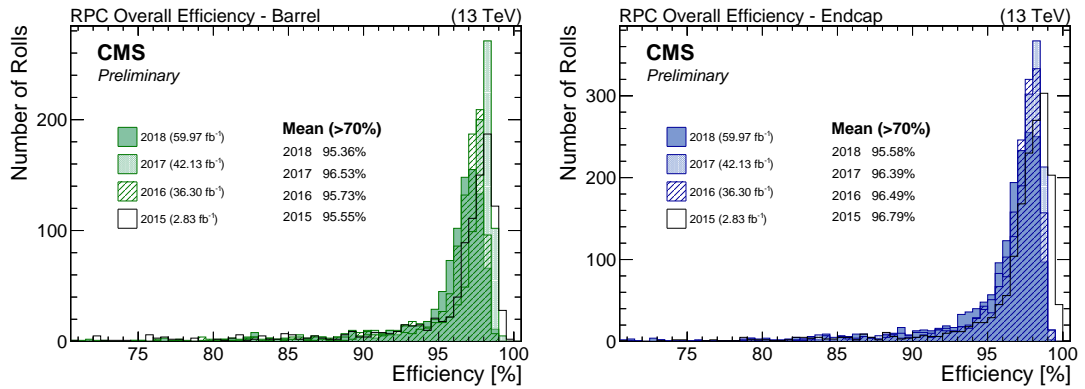 RPC Overall Efficiency - Barrel (13 TeV)
CMS
Preliminary
Number of Rolls
200
100
0
2018 (59.97 fb⁻¹)
2017 (42.13 fb⁻¹)
2016 (36.30 fb⁻¹)
2015 (2.83 fb⁻¹)
Mean (>70%)
2018 95.36%
2017 96.53%
2016 95.73%
2015 95.55%
75 80 85 90 95 100
Efficiency [%]
RPC Overall Efficiency - Endcap (13 TeV)
CMS
Preliminary
Number of Rolls
300
200
100
0
2018 (59.97 fb⁻¹)
2017 (42.13 fb⁻¹)
2016 (36.30 fb⁻¹)
2015 (2.83 fb⁻¹)
Mean (>70%)
2018 95.58%
2017 96.39%
2016 96.49%
2015 96.79%
75 80 85 90 95 100
Efficiency [%]